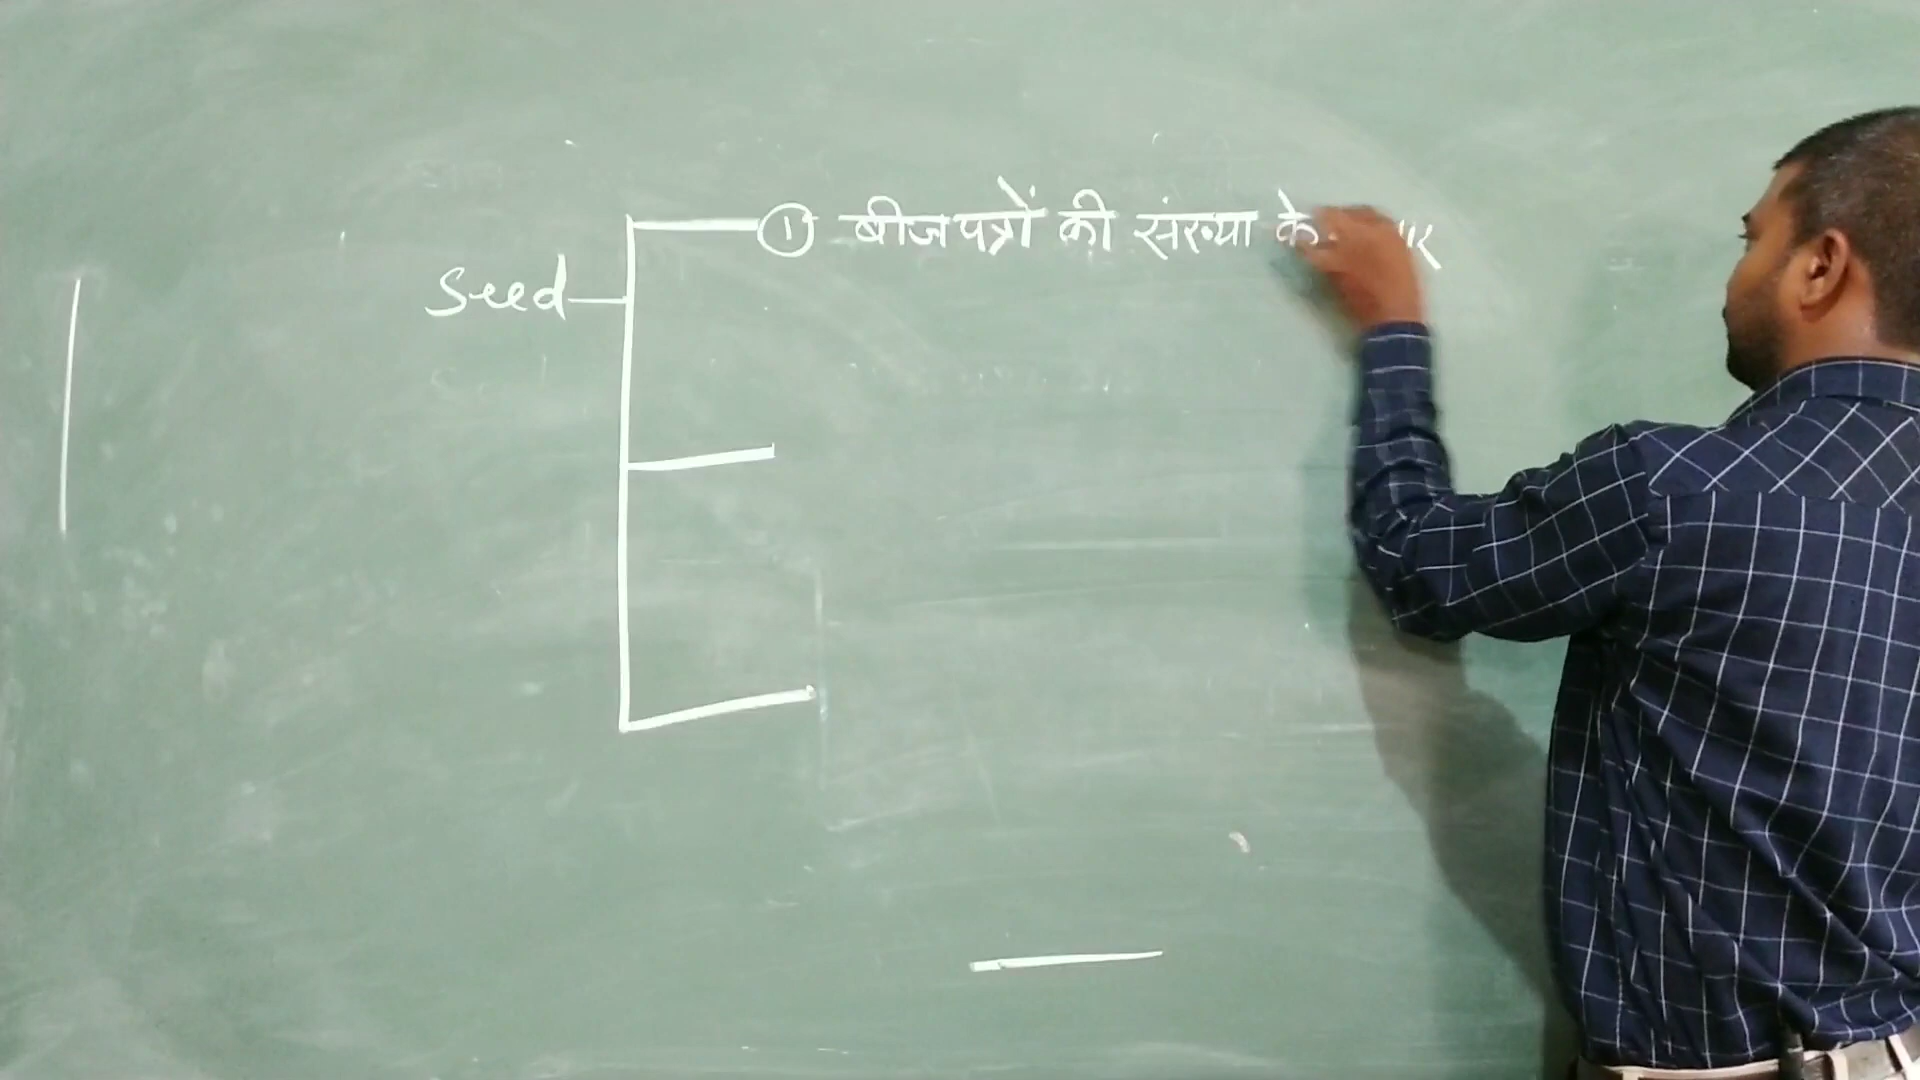 ① बीजपत्रों की संख्या के
Seed